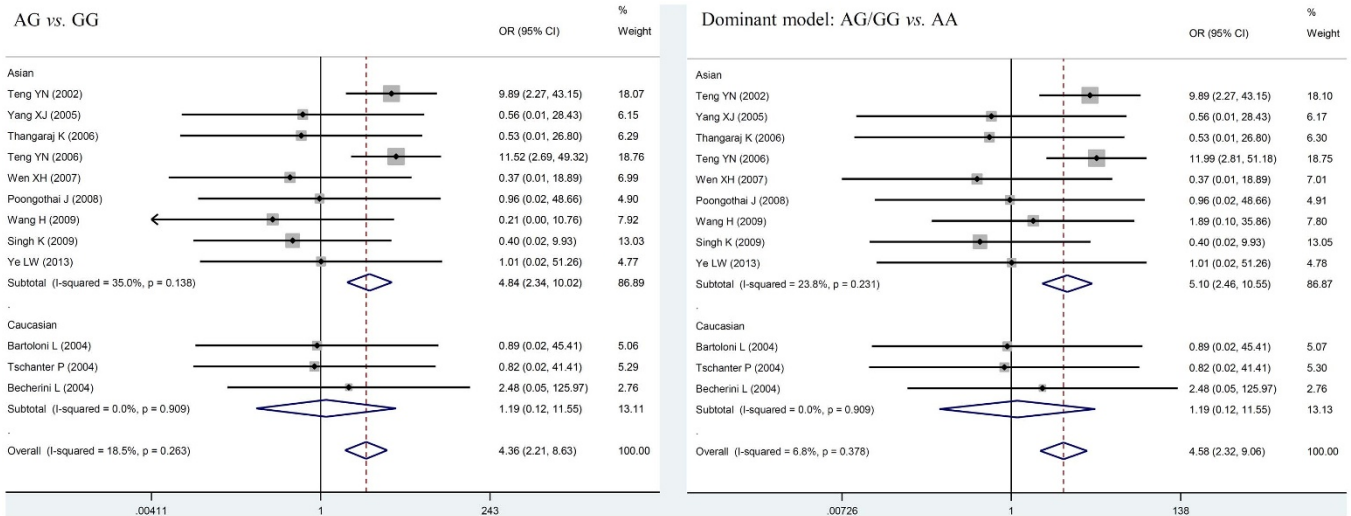 AG vs. GG
OR (95% CI)
%
Weight
Asian
Teng YN (2002) 9.89 (2.27, 43.15) 18.07
Yang XJ (2005) 0.56 (0.01, 28.43) 6.15
Thangaraj K (2006) 0.53 (0.01, 26.80) 6.29
Teng YN (2006) 11.52 (2.69, 49.32) 18.76
Wen XH (2007) 0.37 (0.01, 18.89) 6.99
Poongothai J (2008) 0.96 (0.02, 48.66) 4.90
Wang H (2009) 0.21 (0.00, 10.76) 7.92
Singh K (2009) 0.40 (0.02, 9.93) 13.03
Ye LW (2013) 1.01 (0.02, 51.26) 4.77
Subtotal (I-squared = 35.0%, p = 0.138) 4.84 (2.34, 10.02) 86.89
.
Caucasian
Bartoloni L (2004) 0.89 (0.02, 45.41) 5.06
Tschanter P (2004) 0.82 (0.02, 41.41) 5.29
Becherini L (2004) 2.48 (0.05, 125.97) 2.76
Subtotal (I-squared = 0.0%, p = 0.909) 1.19 (0.12, 11.55) 13.11
.
Overall (I-squared = 18.5%, p = 0.263) 4.36 (2.21, 8.63) 100.00
.00411 1 243
Dominant model: AG/GG vs. AA
OR (95% CI)
%
Weight
Asian
Teng YN (2002) 9.89 (2.27, 43.15) 18.10
Yang XJ (2005) 0.56 (0.01, 28.43) 6.17
Thangaraj K (2006) 0.53 (0.01, 26.80) 6.30
Teng YN (2006) 11.99 (2.81, 51.18) 18.75
Wen XH (2007) 0.37 (0.01, 18.89) 7.01
Poongothai J (2008) 0.96 (0.02, 48.66) 4.91
Wang H (2009) 1.89 (0.10, 35.86) 7.80
Singh K (2009) 0.40 (0.02, 9.93) 13.05
Ye LW (2013) 1.01 (0.02, 51.26) 4.78
Subtotal (I-squared = 23.8%, p = 0.231) 5.10 (2.46, 10.55) 86.87
.
Caucasian
Bartoloni L (2004) 0.89 (0.02, 45.41) 5.07
Tschanter P (2004) 0.82 (0.02, 41.41) 5.30
Becherini L (2004) 2.48 (0.05, 125.97) 2.76
Subtotal (I-squared = 0.0%, p = 0.909) 1.19 (0.12, 11.55) 13.13
.
Overall (I-squared = 6.8%, p = 0.378) 4.58 (2.32, 9.06) 100.00
.00726 1 138